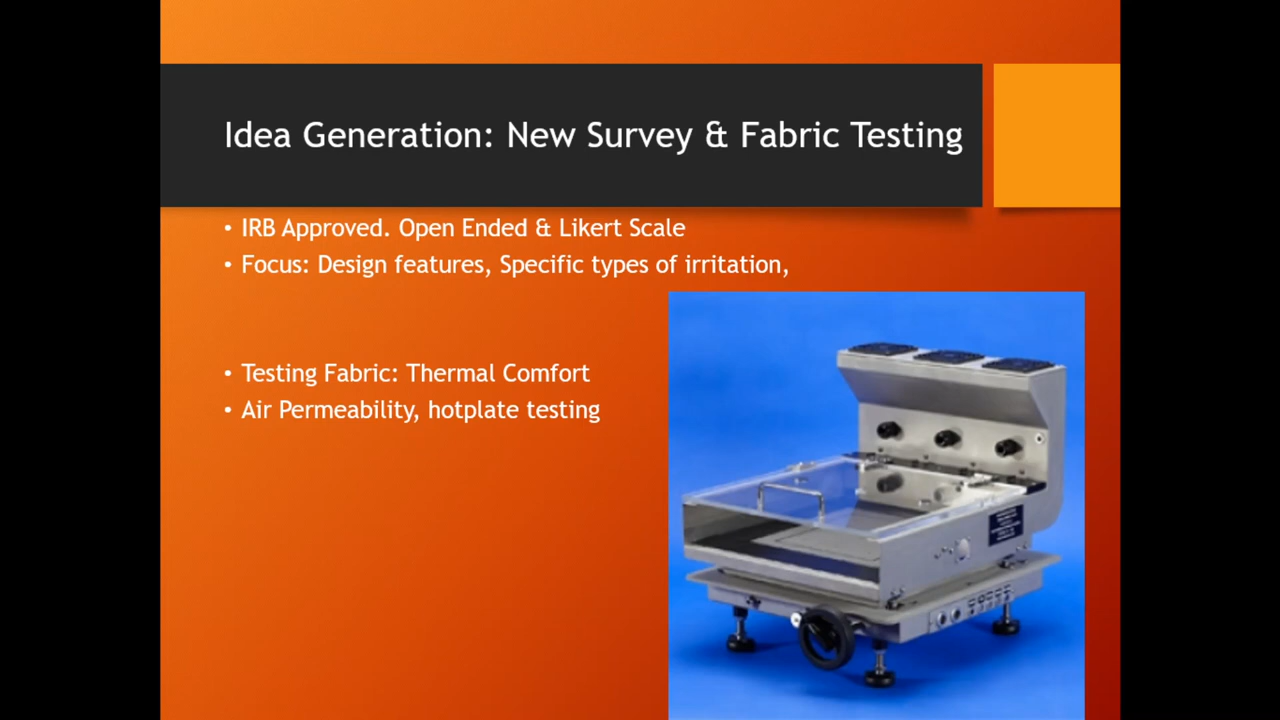 Idea Generation: New Survey & Fabric Testing
• IRB Approved. Open Ended & Likert Scale
• Focus: Design features, Specific types of irritation,
• Testing Fabric: Thermal Comfort
• Air Permeability, hotplate testing